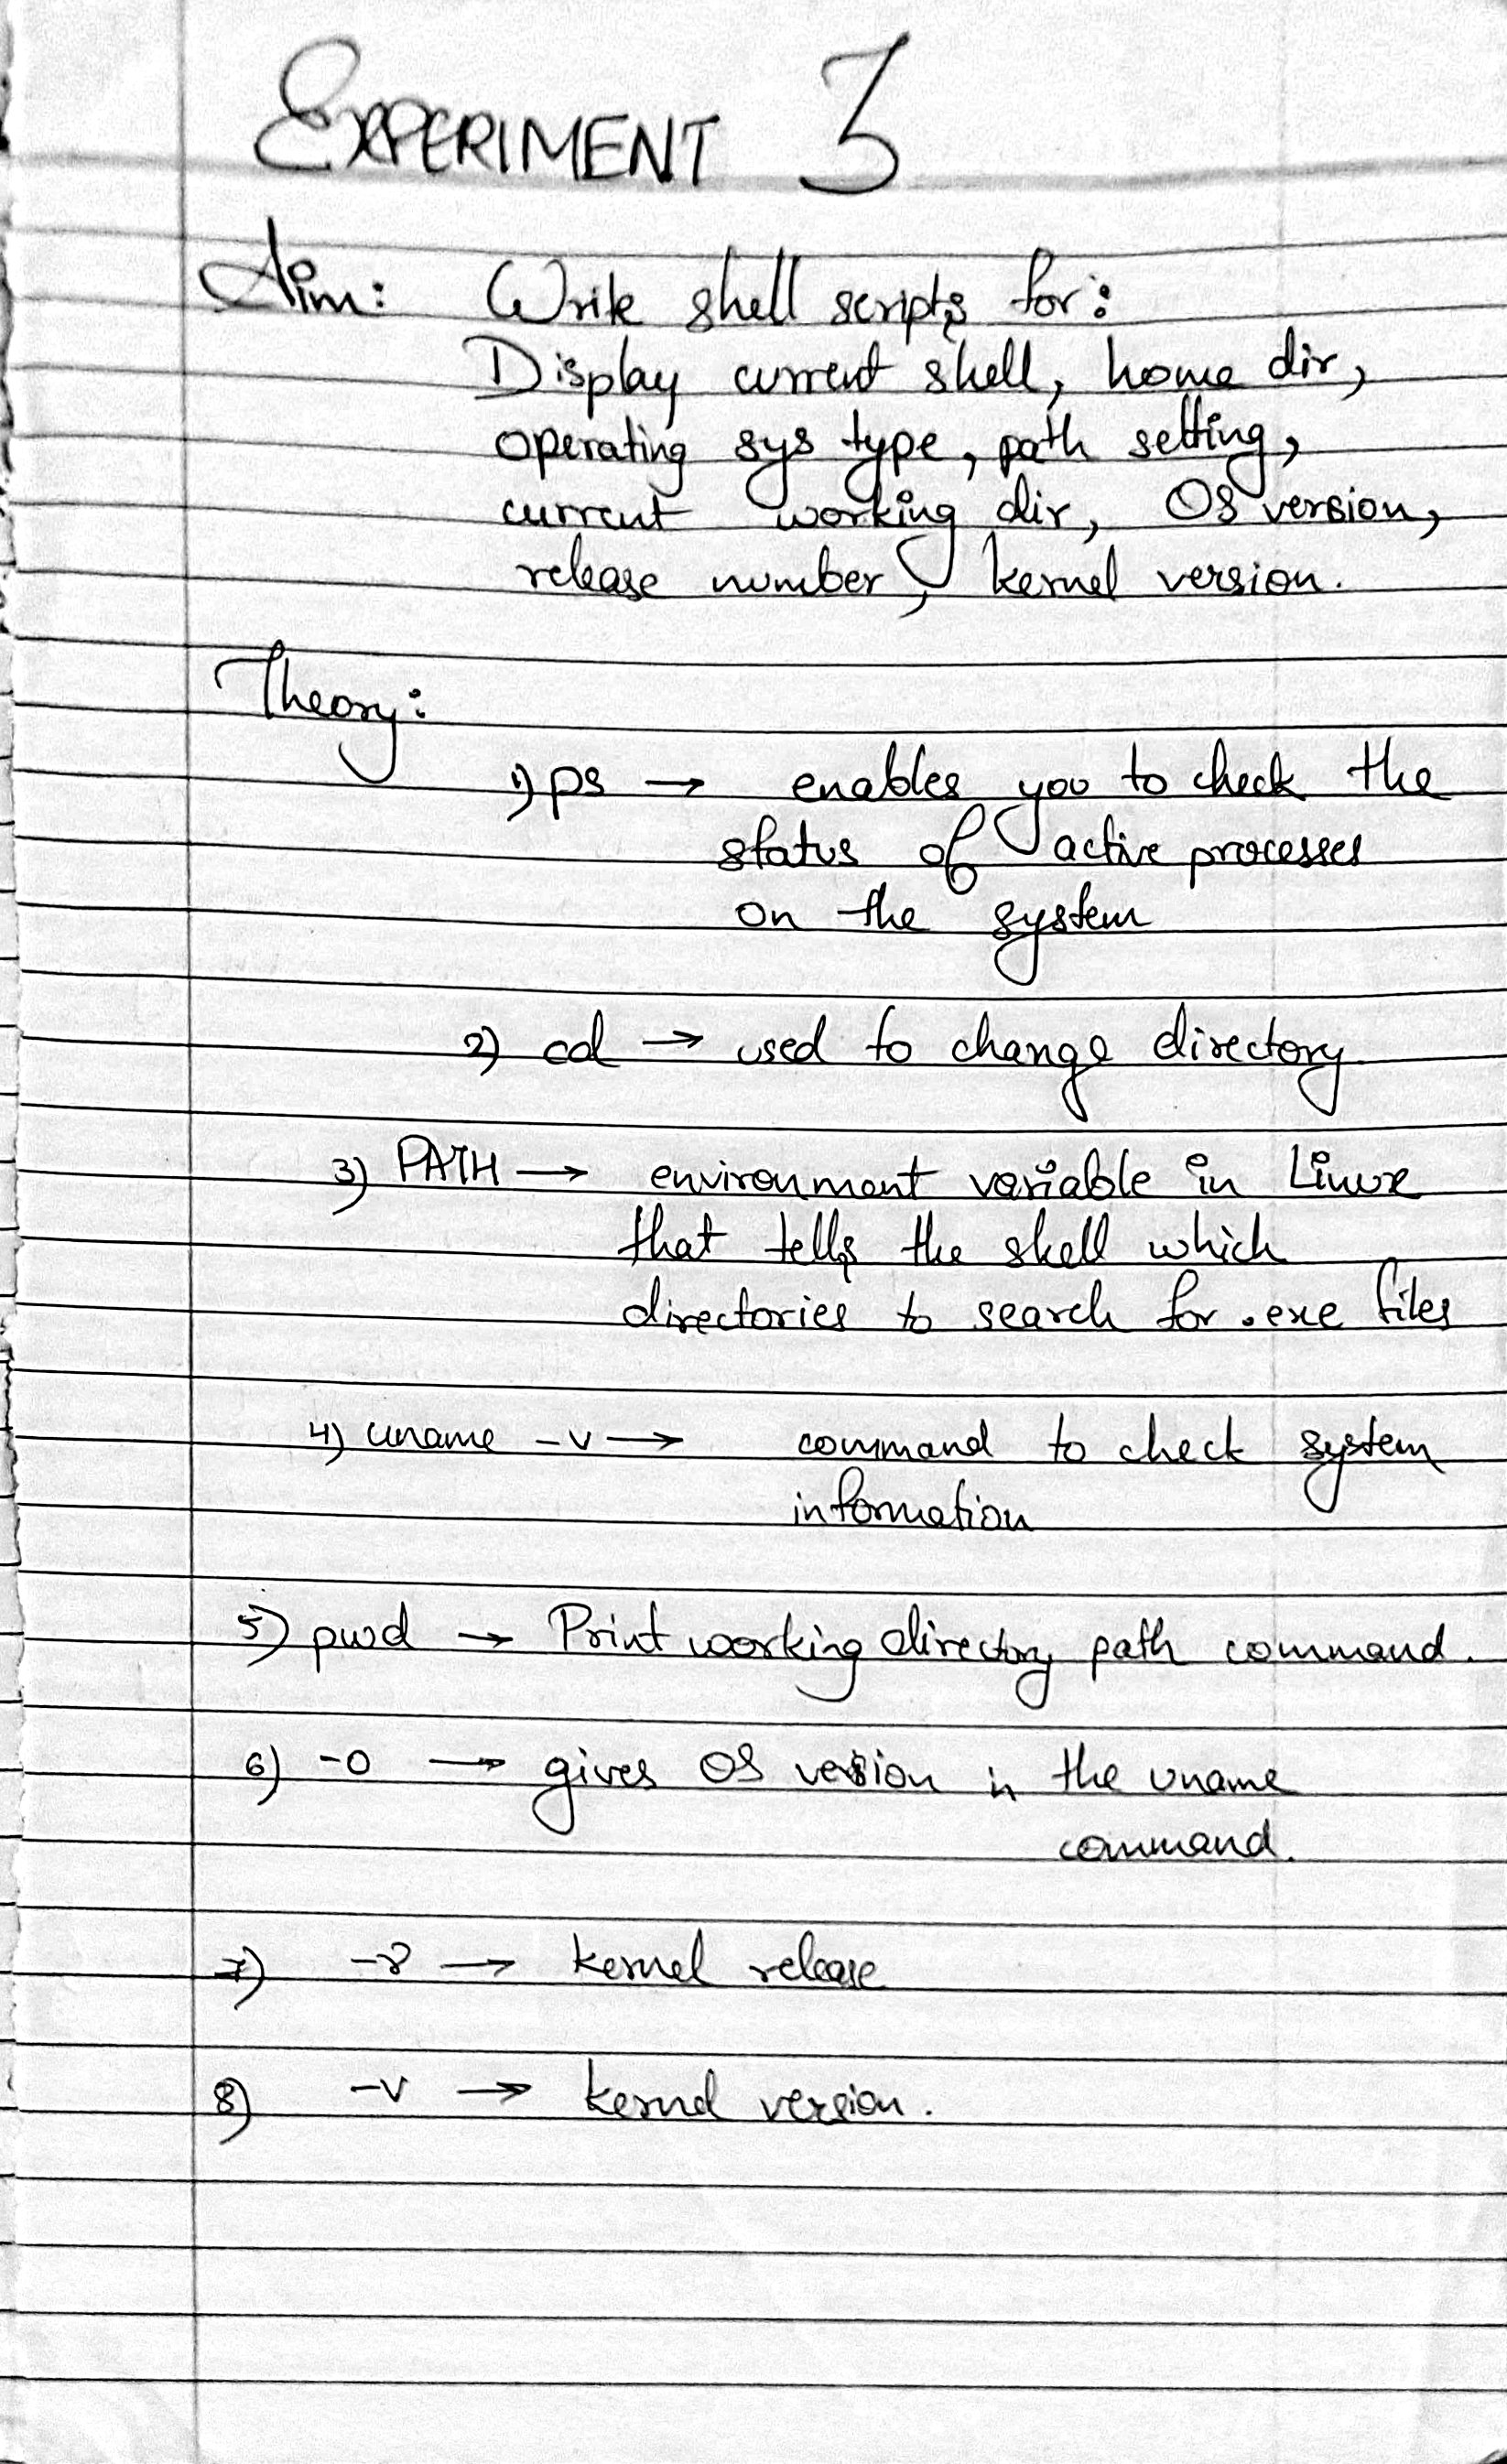 EXPERIMENT 3
Aim: Write shell scripts for:
Display current shell, home dir,
operating sys type, path setting,
current working dir, OS version,
release number, kernel version.
Theory:
1) ps → enables you to check the
status of active processes
on the system
2) cd → used to change directory
3) PATH → environment variable in Linux
that tells the shell which
directories to search for .exe files
4) uname -v → command to check system
information
5) pwd → Print working directory path command.
6) -o → gives OS version in the uname
command.
7) -r → kernel release
8) -v → kernel version.